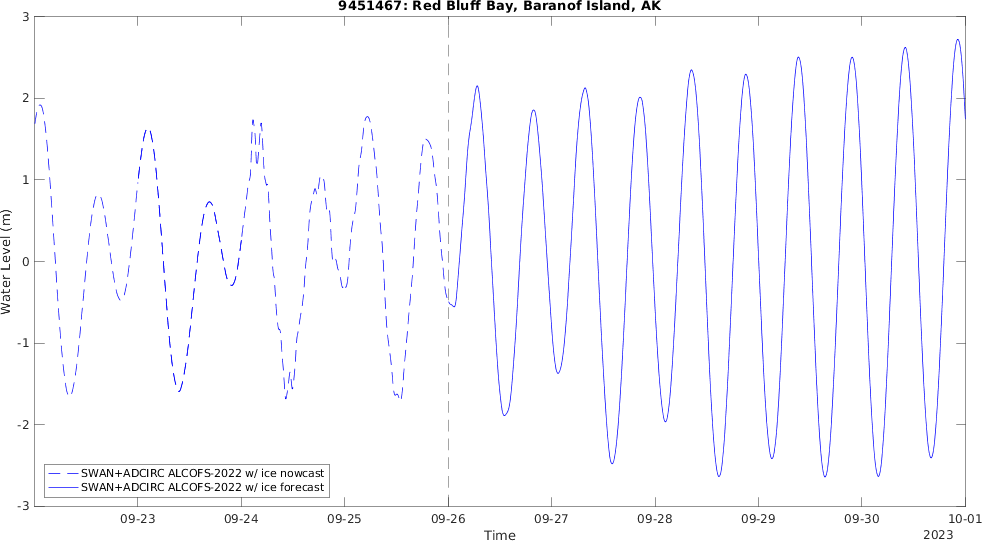 9451467: Red Bluff Bay, Baranof Island, AK
3
2
1
0
-1
-2
-3
Water Level (m)
SWAN+ADCIRC ALCOFS-2022 w/ ice nowcast
SWAN+ADCIRC ALCOFS-2022 w/ ice forecast
09-23 09-24 09-25 09-26 09-27 09-28 09-29 09-30 10-01
Time
2023